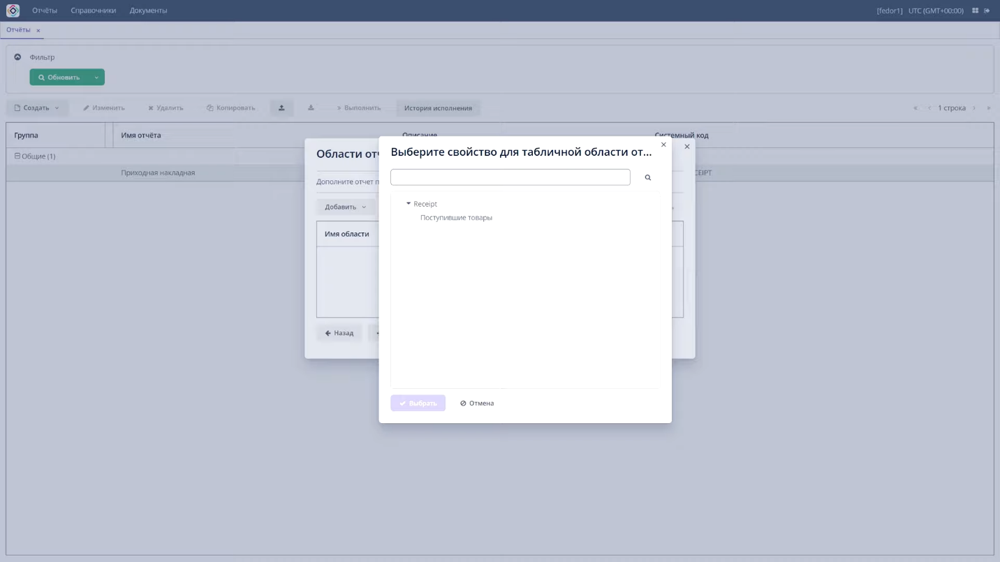 Отчёты Справочники Документы [fedor1] UTC (GMT+00:00)
Отчёты
Фильтр
Обновить
Создать Изменить Удалить Копировать Выполнить История исполнения 1 строка
Группа Имя отчёта Описание Системный код
Общие (1)
Приходная накладная
Области от
Дополните отчет
Добавить
Имя области
Назад
Выберите свойство для табличной области от...
Receipt
Поступившие товары
Выбрать Отмена